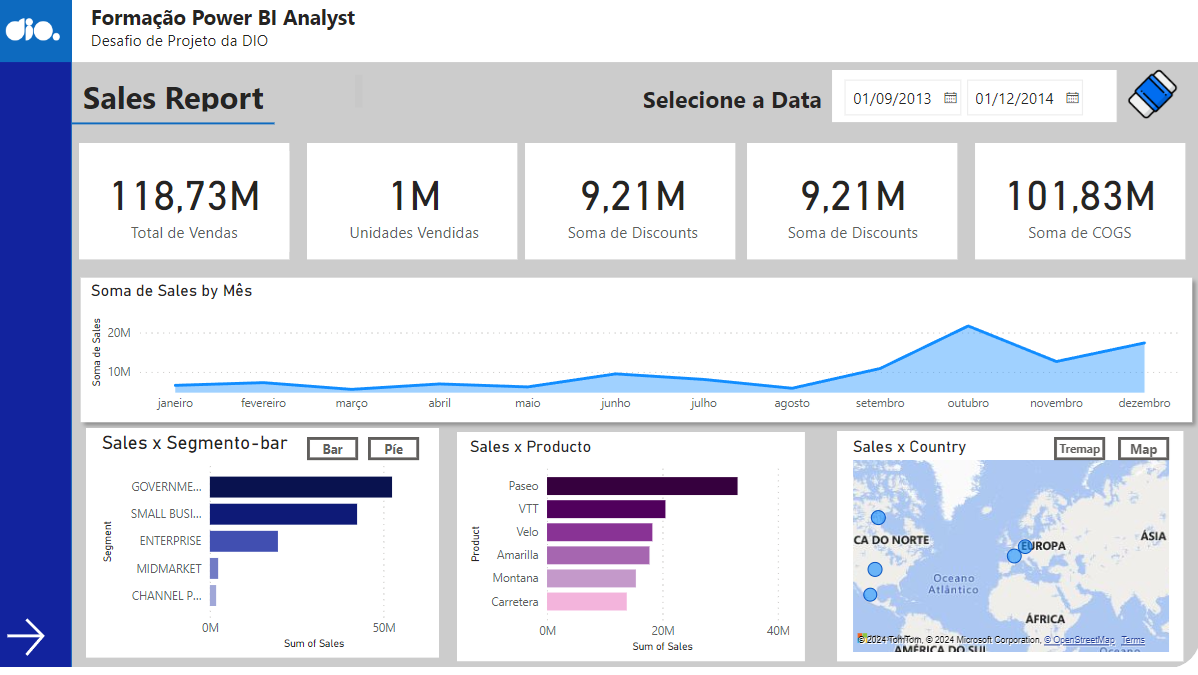 dio.
Formação Power BI Analyst
Desafio de Projeto da DIO
Sales Report
Selecione a Data
01/09/2013
01/12/2014
118,73M
Total de Vendas
1M
Unidades Vendidas
9,21M
Soma de Discounts
9,21M
Soma de Discounts
101,83M
Soma de COGS
Soma de Sales by Mês
Soma de Sales
20M
10M
janeiro
fevereiro
março
abril
maio
junho
julho
agosto
setembro
outubro
novembro
dezembro
Sales x Segmento-bar
Bar
Píe
Segment
GOVERNME...
SMALL BUSI...
ENTERPRISE
MIDMARKET
CHANNEL P...
0M
50M
Sum of Sales
Sales x Producto
Product
Paseo
VTT
Velo
Amarilla
Montana
Carretera
0M
20M
40M
Sum of Sales
Sales x Country
Tremap
Map
CA DO NORTE
EUROPA
ÁSIA
Oceano
Atlântico
ÁFRICA
© 2024 TomTom, © 2024 Microsoft Corporation, © OpenStreetMap Terms
AMÉRICA DO SUL
Oceano